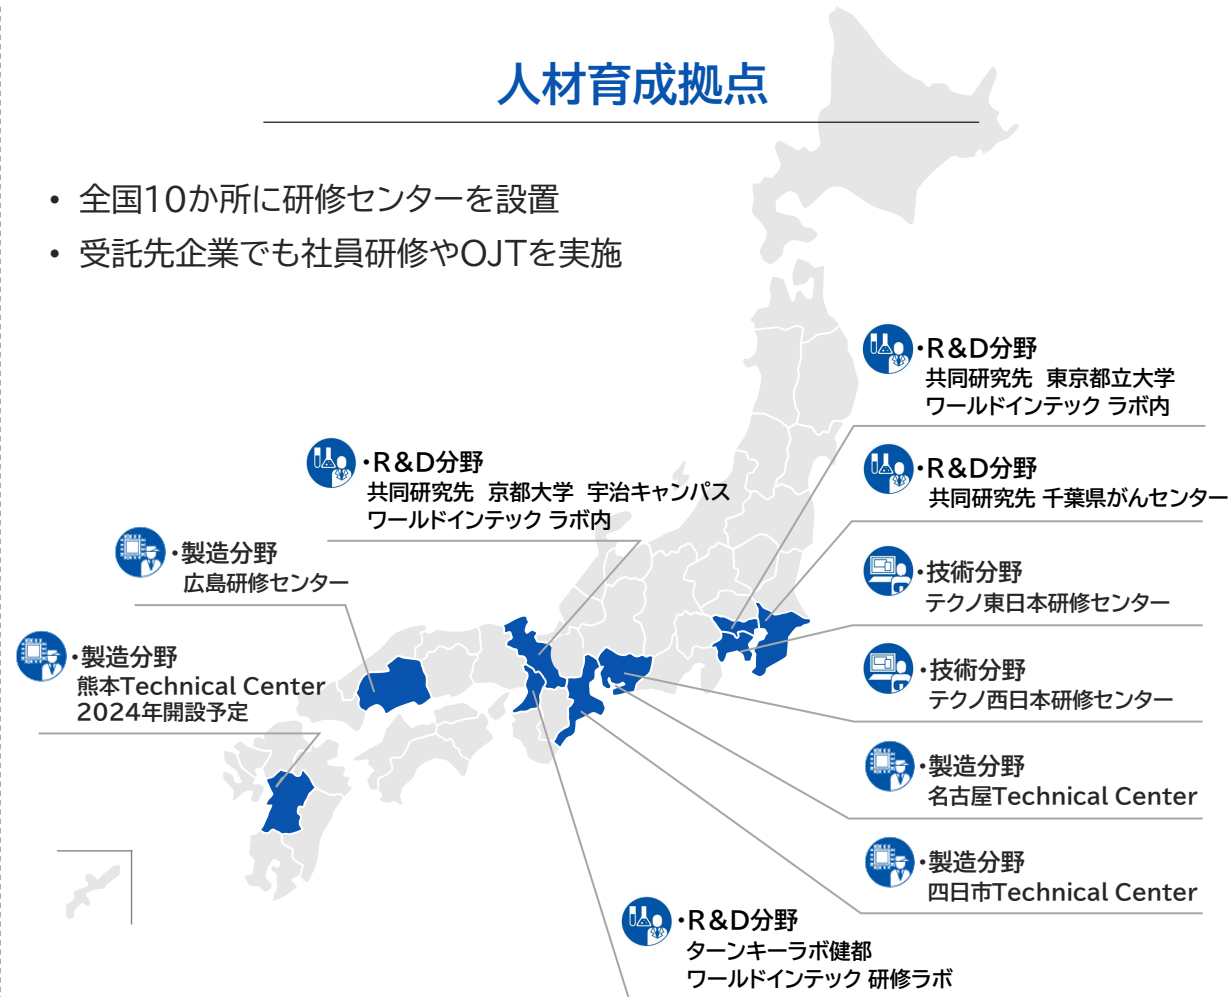 人材育成拠点
• 全国10か所に研修センターを設置
• 受託先企業でも社員研修やOJTを実施
・R&D分野
共同研究先 東京都立大学
ワールドインテック ラボ内
・R&D分野
共同研究先 京都大学 宇治キャンパス
ワールドインテック ラボ内
・R&D分野
共同研究先 千葉県がんセンター
・製造分野
広島研修センター
・技術分野
テクノ東日本研修センター
・製造分野
熊本Technical Center
2024年開設予定
・技術分野
テクノ西日本研修センター
・製造分野
名古屋Technical Center
・製造分野
四日市Technical Center
・R&D分野
ターンキーラボ健都
ワールドインテック 研修ラボ